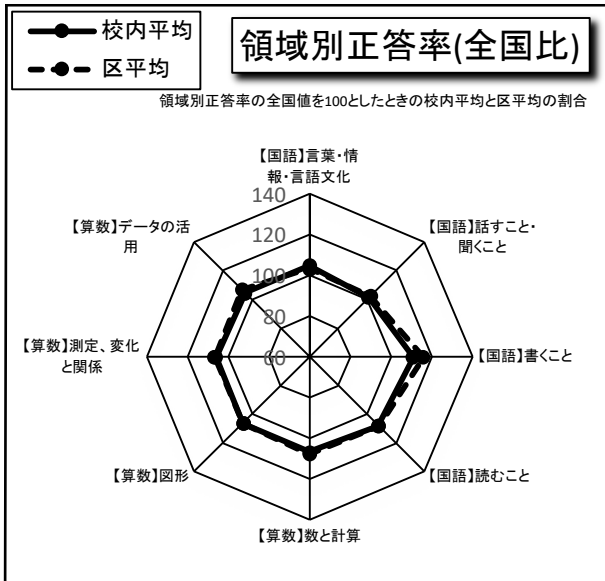 校内平均
区平均
領域別正答率(全国比)
領域別正答率の全国値を100としたときの校内平均と区平均の割合
【国語】言葉・情
報・言語文化
140
120
100
80
60
【国語】話すこと・
聞くこと
【国語】書くこと
【国語】読むこと
【算数】数と計算
【算数】図形
【算数】測定、変化
と関係
【算数】データの活
用